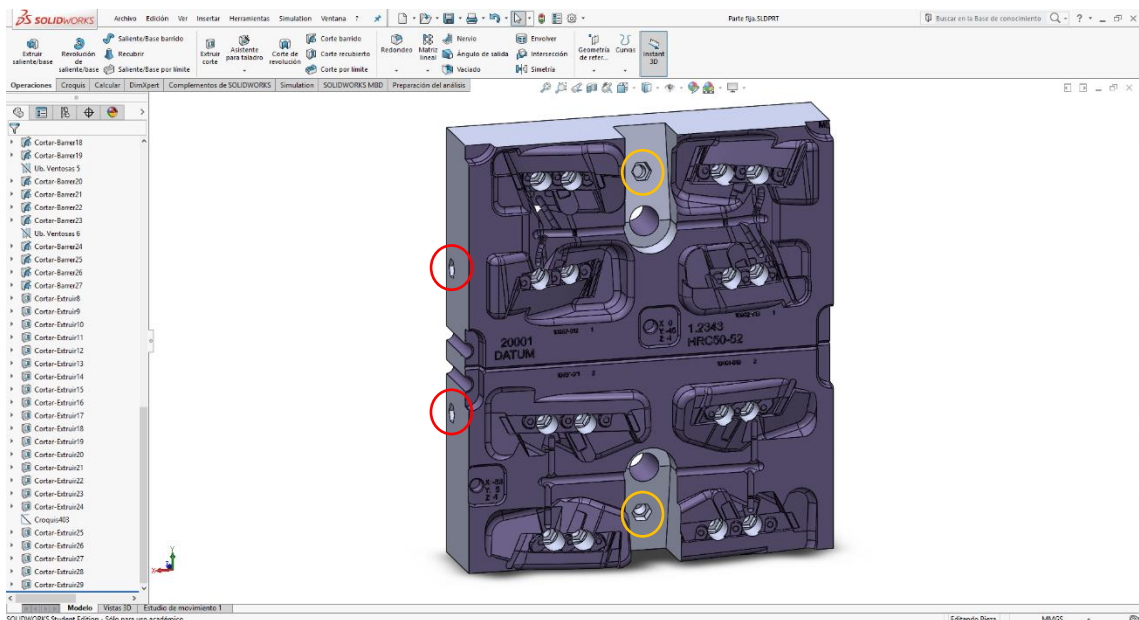 SOLIDWORKS
Archivo Edición Ver Insertar Herramientas Simulation Ventana ?
Parte fija.SLDPRT
Buscar en la Base de conocimiento
Extruir saliente/base
Revolución de saliente/base
Saliente/Base barrido
Recubrir
Saliente/Base por límite
Extruir corte
Asistente para taladro
Corte de revolución
Corte barrido
Corte recubierto
Corte por límite
Redondeo
Matriz lineal
Nervio
Ángulo de salida
Vaciado
Envolver
Intersección
Simetría
Geometría de refer...
Curvas
Instant 3D
Operaciones Croquis Calcular DimXpert Complementos de SOLIDWORKS Simulation SOLIDWORKS MBD Preparación del análisis
Cortar-Barrer18
Cortar-Barrer19
Ub. Ventosas 5
Cortar-Barrer20
Cortar-Barrer21
Cortar-Barrer22
Cortar-Barrer23
Ub. Ventosas 6
Cortar-Barrer24
Cortar-Barrer25
Cortar-Barrer26
Cortar-Barrer27
Cortar-Extruir8
Cortar-Extruir9
Cortar-Extruir10
Cortar-Extruir11
Cortar-Extruir12
Cortar-Extruir13
Cortar-Extruir14
Cortar-Extruir15
Cortar-Extruir16
Cortar-Extruir17
Cortar-Extruir18
Cortar-Extruir19
Cortar-Extruir20
Cortar-Extruir21
Cortar-Extruir22
Cortar-Extruir23
Cortar-Extruir24
Croquis403
Cortar-Extruir25
Cortar-Extruir26
Cortar-Extruir27
Cortar-Extruir28
Cortar-Extruir29
20001
DATUM
X: 0
Y:-45
Z:-4
1.2343
HRC50-52
Y
X
Modelo Vistas 3D Estudio de movimiento 1
SOLIDWORKS Student Edition - Sólo para uso académico.
Editando Pieza
MMGS